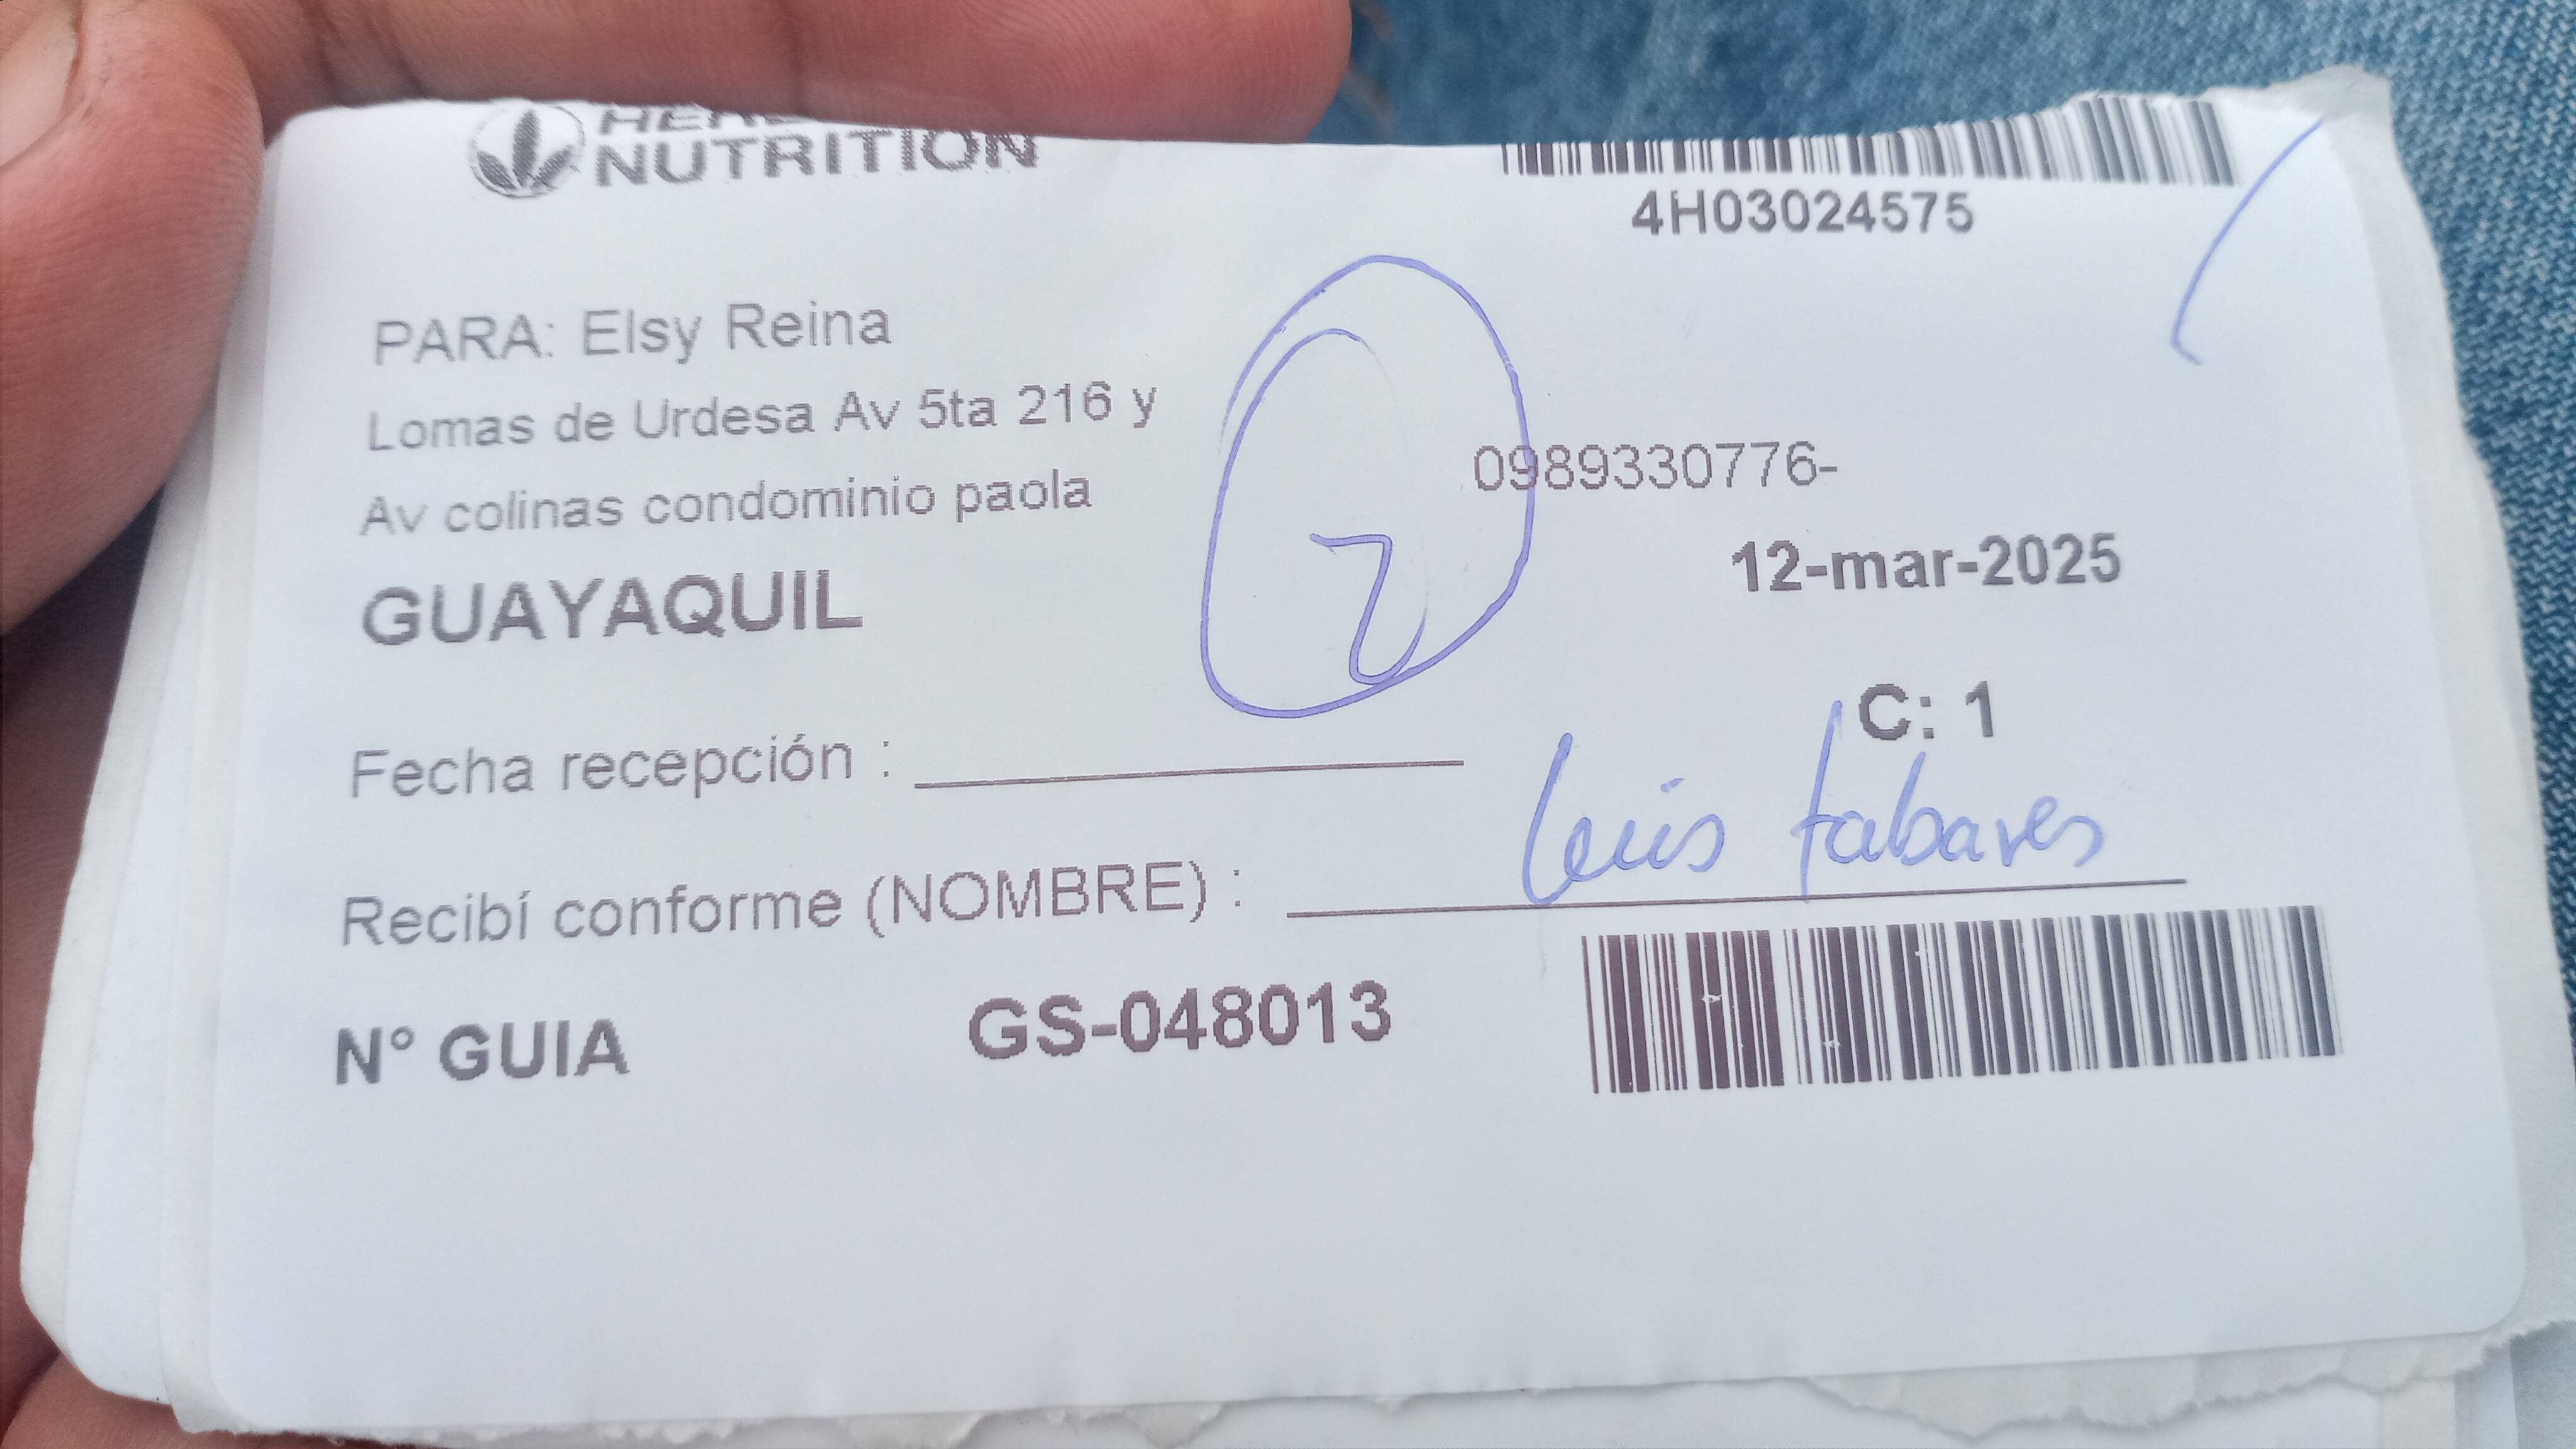 NUTRITION
4H03024575
PARA: Elsy Reina
Lomas de Urdesa Av 5ta 216 y
Av colinas condominio paola
0989330776-
GUAYAQUIL
12-mar-2025
C: 1
Fecha recepción :
Recibí conforme (NOMBRE) : luis tabares
N° GUIA GS-048013